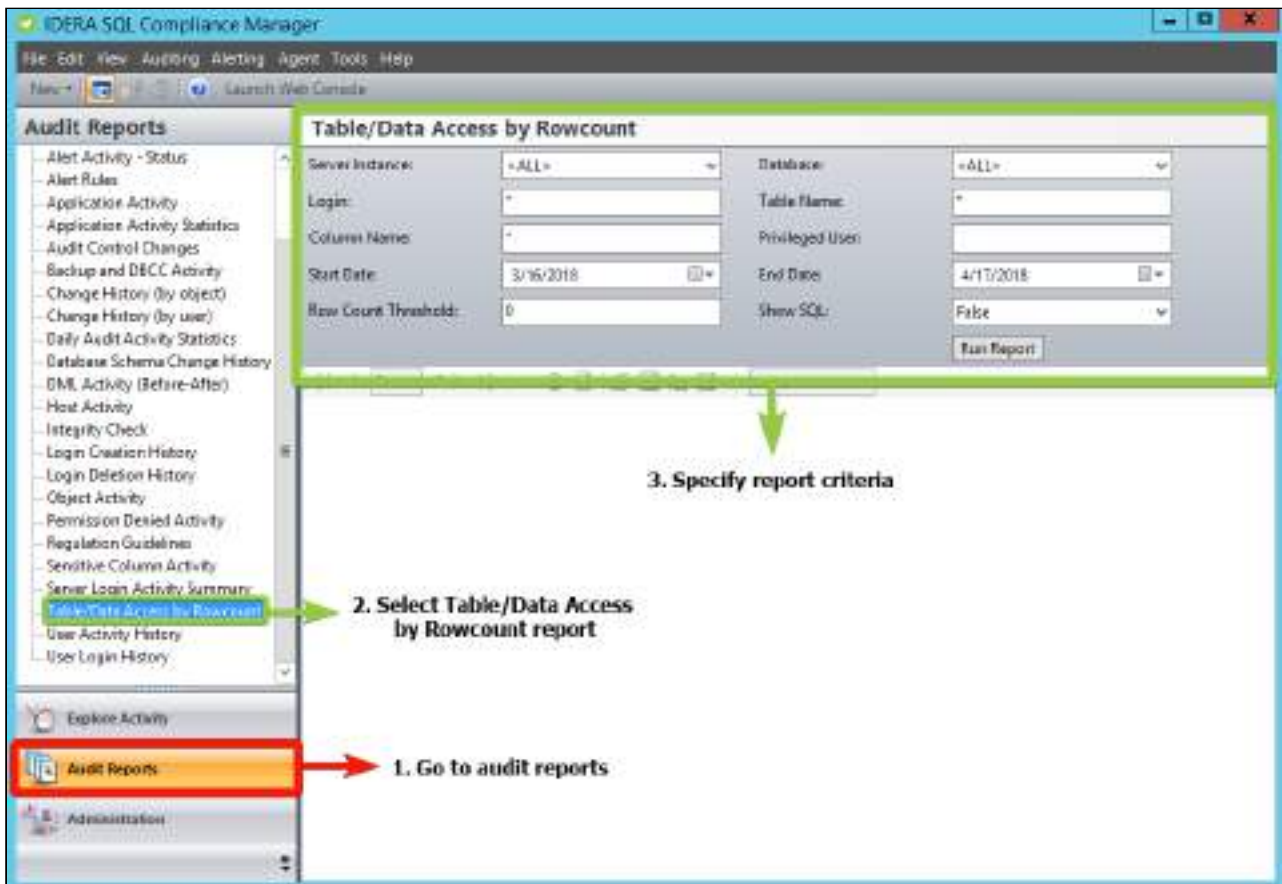 IDERA SQL Compliance Manager
File Edit View Auditing Alerting Agent Tools Help
New Launch Web Console
Audit Reports
Alert Activity - Status
Alert Rules
Application Activity
Application Activity Statistics
Audit Control Changes
Backup and DBCC Activity
Change History (by object)
Change History (by user)
Daily Audit Activity Statistics
Database Schema Change History
DML Activity (Before-After)
Host Activity
Integrity Check
Login Creation History
Login Deletion History
Object Activity
Permission Denied Activity
Regulation Guidelines
Sensitive Column Activity
Server Login Activity Summary
Table/Data Access by Rowcount
User Activity History
User Login History
Explore Activity
Audit Reports
Administration
Table/Data Access by Rowcount
Server Instance: <ALL> Database: <ALL>
Login: * Table Name: *
Column Name: * Privileged User:
Start Date: 3/16/2018 End Date: 4/17/2018
Row Count Threshold: 0 Show SQL: False
Run Report
3. Specify report criteria
2. Select Table/Data Access
by Rowcount report
1. Go to audit reports